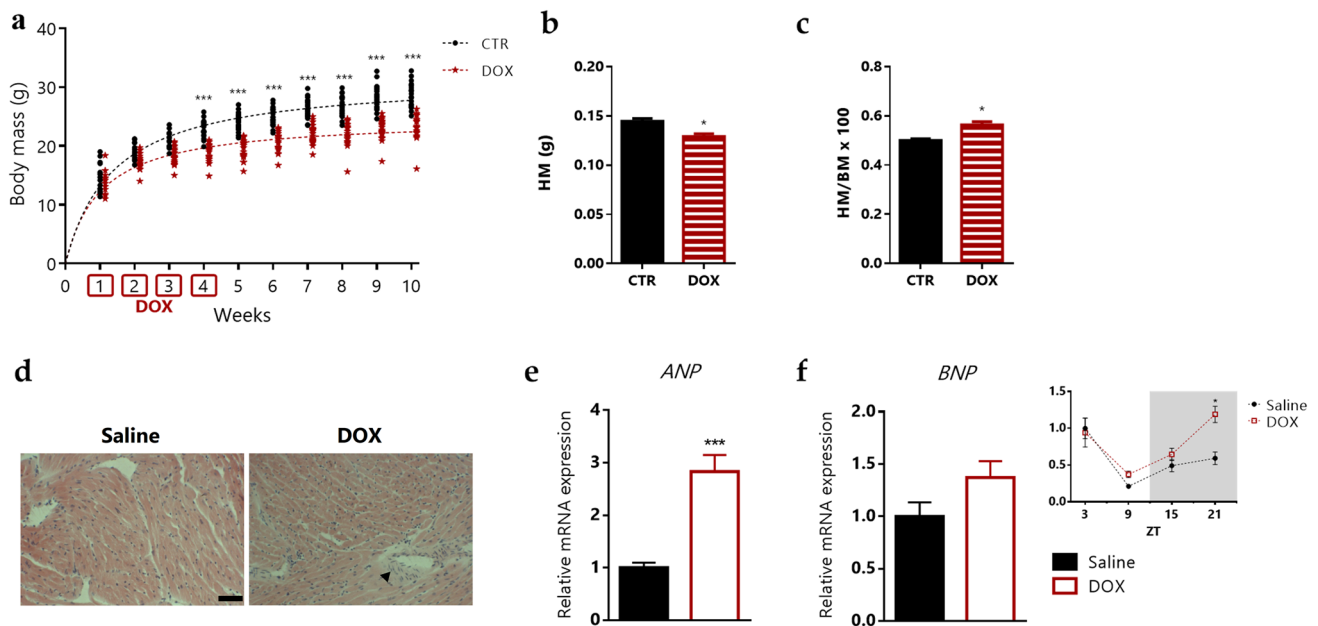 a
Body mass (g)
40
30
20
10
0
***
***
***
***
***
***
***
CTR
DOX
0 1 2 3 4 5 6 7 8 9 10
DOX
Weeks
b
HM (g)
0.20
0.15
0.10
0.05
0.00
*
CTR DOX
c
HM/BM x 100
0.8
0.6
0.4
0.2
0.0
*
CTR DOX
d
Saline DOX
e
ANP
Relative mRNA expression
4
3
2
1
0
***
f
BNP
Relative mRNA expression
2.0
1.5
1.0
0.5
0.0
1.5
1.0
0.5
0.0
*
3 9 15 21
ZT
Saline
DOX
Saline
DOX